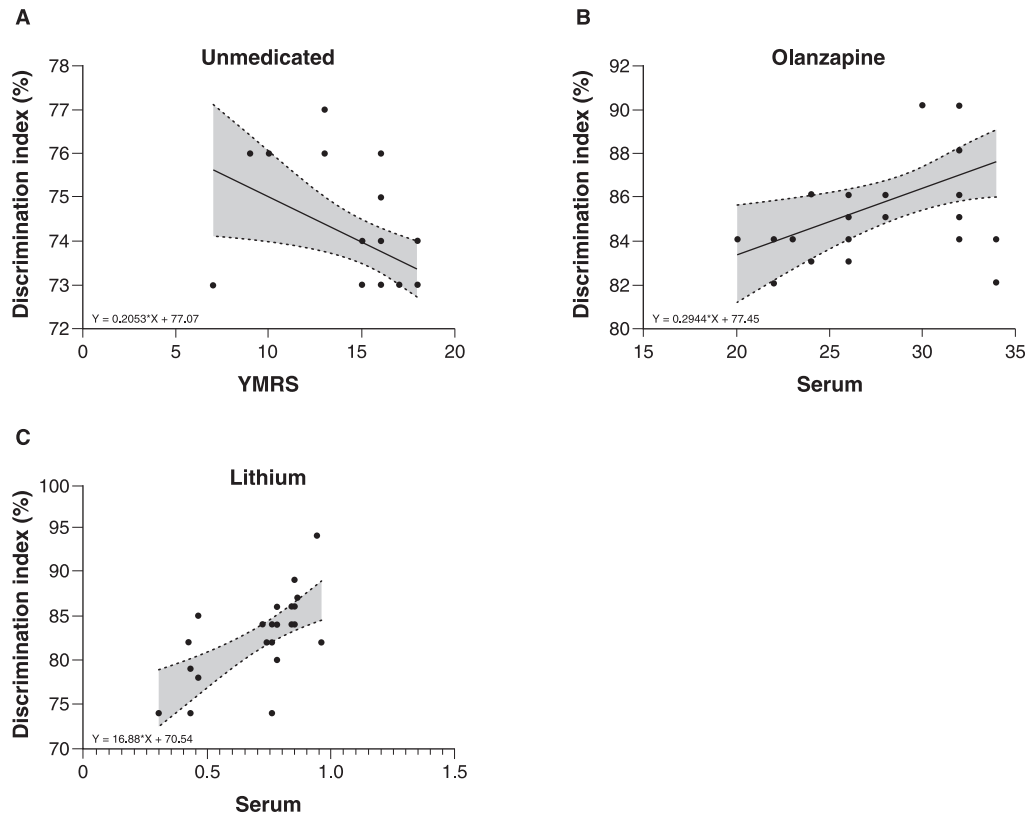 A
Unmedicated
Discrimination index (%)
78
77
76
75
74
73
72
Y = 0.2053*X + 77.07
0 5 10 15 20
YMRS
B
Olanzapine
Discrimination index (%)
92
90
88
86
84
82
80
Y = 0.2944*X + 77.45
15 20 25 30 35
Serum
C
Lithium
Discrimination index (%)
100
95
90
85
80
75
70
Y = 16.88*X + 70.54
0 0.5 1.0 1.5
Serum